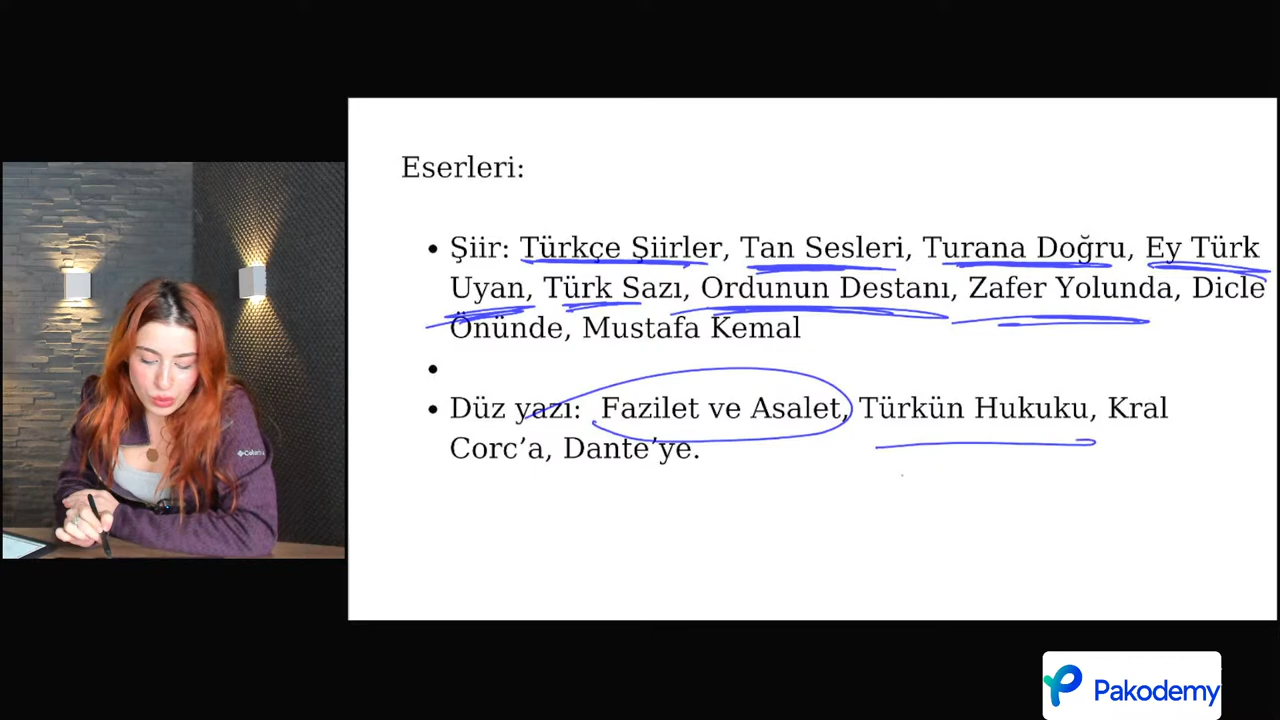 Eserleri:
• Şiir: Türkçe Şiirler, Tan Sesleri, Turana Doğru, Ey Türk
Uyan, Türk Sazı, Ordunun Destanı, Zafer Yolunda, Dicle
Önünde, Mustafa Kemal
•
• Düz yazı: Fazilet ve Asalet, Türkün Hukuku, Kral
Corc’a, Dante’ye.
Columbia
Pakodemy